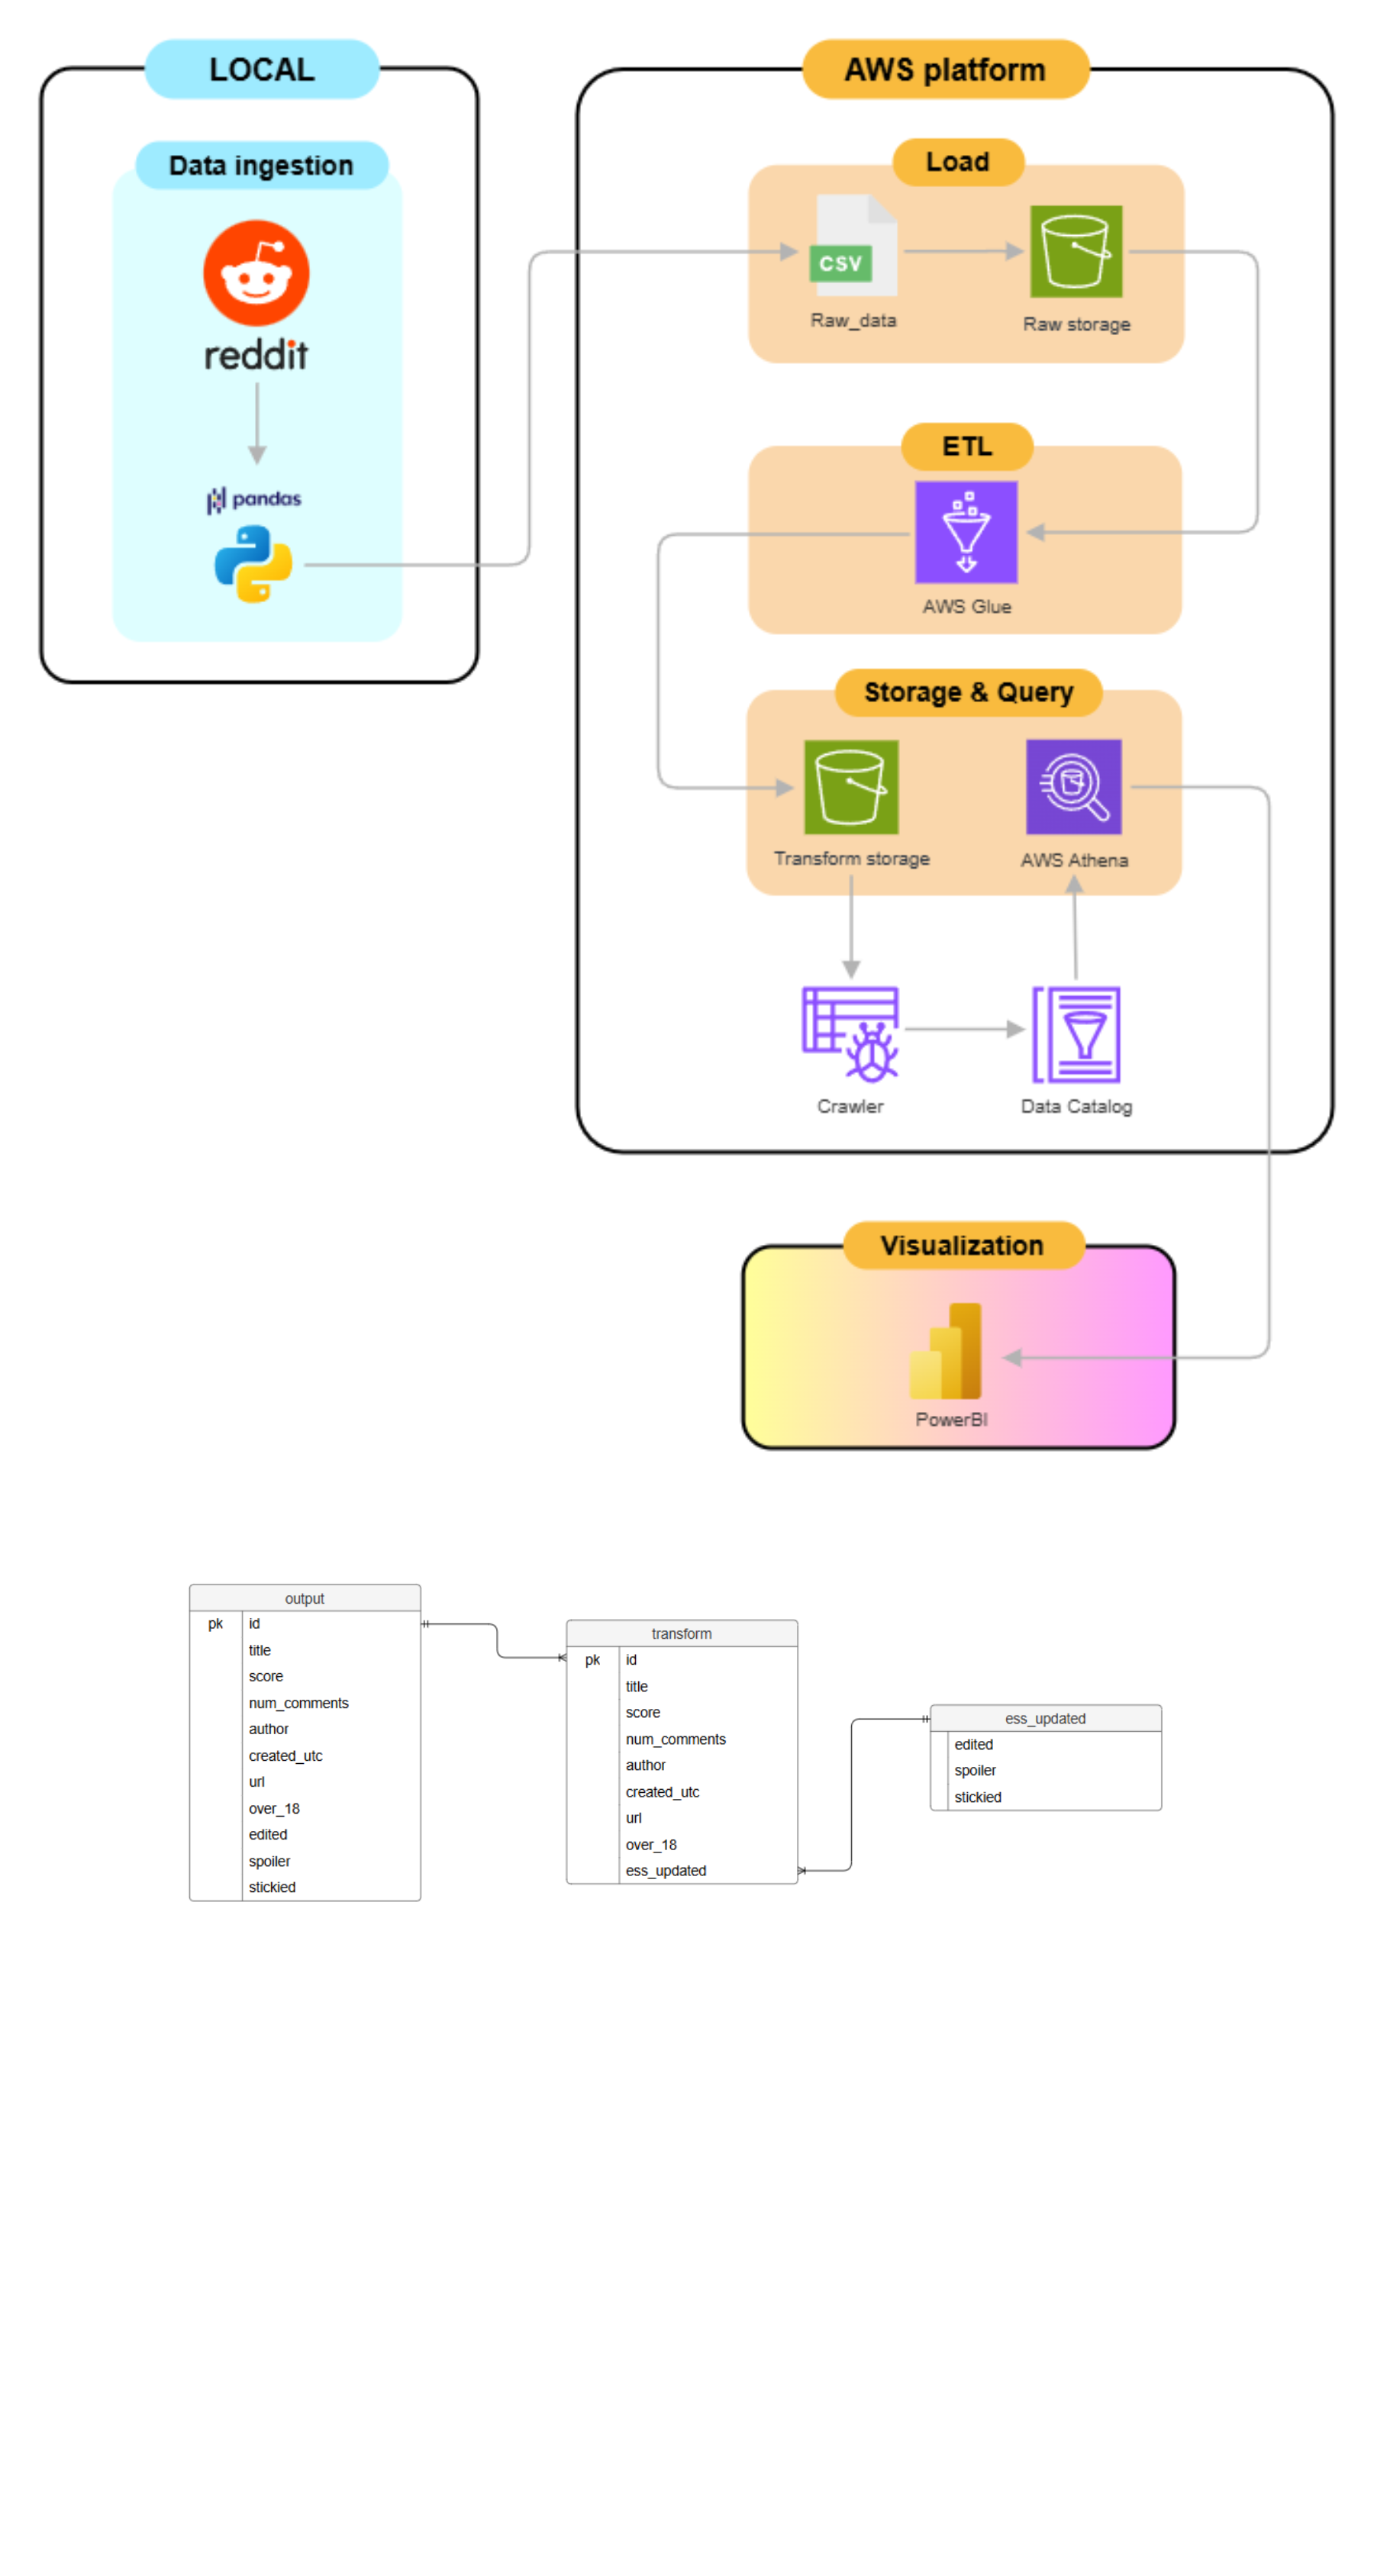 LOCAL
Data ingestion
reddit
pandas
AWS platform
Load
CSV
Raw_data
Raw storage
ETL
AWS Glue
Storage & Query
Transform storage
AWS Athena
Crawler
Data Catalog
Visualization
PowerBI
output
pk id
title
score
num_comments
author
created_utc
url
over_18
edited
spoiler
stickied
transform
pk id
title
score
num_comments
author
created_utc
url
over_18
ess_updated
ess_updated
edited
spoiler
stickied